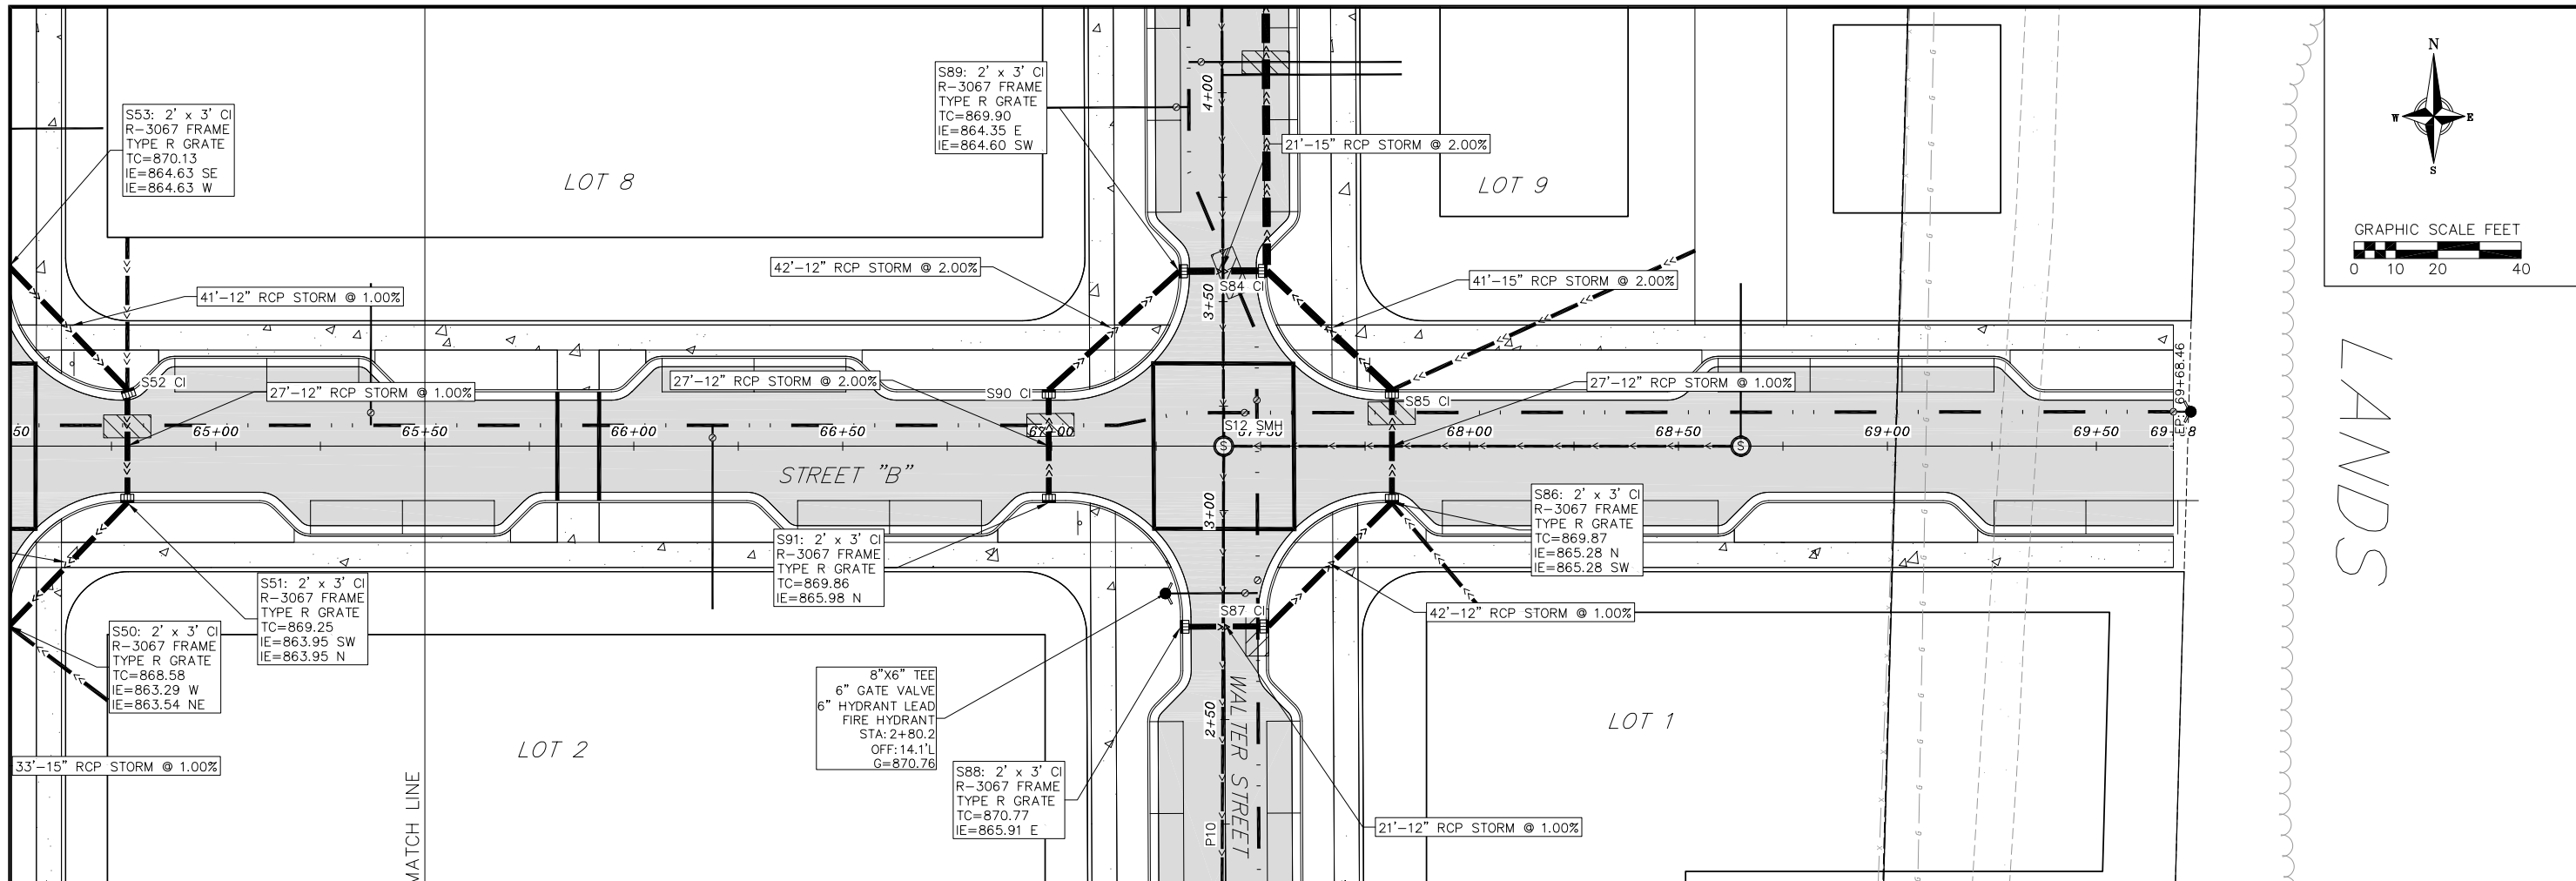 S53: 2' x 3' CI
R-3067 FRAME
TYPE R GRATE
TC=870.13
IE=864.63 SE
IE=864.63 W
LOT 8
S89: 2' x 3' CI
R-3067 FRAME
TYPE R GRATE
TC=869.90
IE=864.35 E
IE=864.60 SW
4+00
21'-15" RCP STORM @ 2.00%
LOT 9
N
W
E
S
GRAPHIC SCALE FEET
0 10 20 40
42'-12" RCP STORM @ 2.00%
41'-12" RCP STORM @ 1.00%
S84 CI
3+50
41'-15" RCP STORM @ 2.00%
S52 CI
27'-12" RCP STORM @ 1.00%
27'-12" RCP STORM @ 2.00%
S90 CI
27'-12" RCP STORM @ 1.00%
S85 CI
EP: 69+68.46
LANDS
50
65+00
65+50
66+00
66+50
67+00
S12 SMH
68+00
68+50
69+00
69+50
S
S
STREET "B"
3+00
S86: 2' x 3' CI
R-3067 FRAME
TYPE R GRATE
TC=869.87
IE=865.28 N
IE=865.28 SW
S91: 2' x 3' CI
R-3067 FRAME
TYPE R GRATE
TC=869.86
IE=865.98 N
S51: 2' x 3' CI
R-3067 FRAME
TYPE R GRATE
TC=869.25
IE=863.95 SW
IE=863.95 N
S87 CI
42'-12" RCP STORM @ 1.00%
S50: 2' x 3' CI
R-3067 FRAME
TYPE R GRATE
TC=868.58
IE=863.29 W
IE=863.54 NE
8"X6" TEE
6" GATE VALVE
6" HYDRANT LEAD
FIRE HYDRANT
STA: 2+80.2
OFF: 14.1'L
G=870.76
2+50
WALTER STREET
LOT 1
LOT 2
33'-15" RCP STORM @ 1.00%
MATCH LINE
S88: 2' x 3' CI
R-3067 FRAME
TYPE R GRATE
TC=870.77
IE=865.91 E
P10
21'-12" RCP STORM @ 1.00%